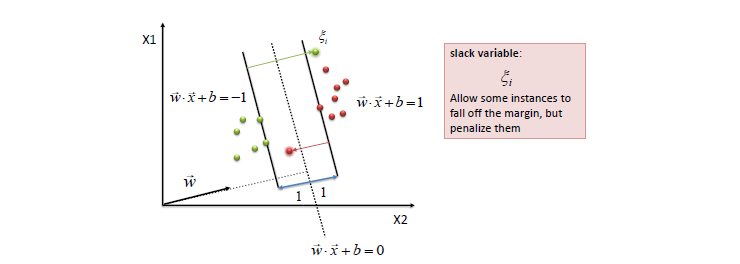 X1
ξᵢ
w⃗·x⃗+b=−1
w⃗·x⃗+b=1
w⃗
1 1
X2
w⃗·x⃗+b=0
slack variable:
ξᵢ
Allow some instances to
fall off the margin, but
penalize them